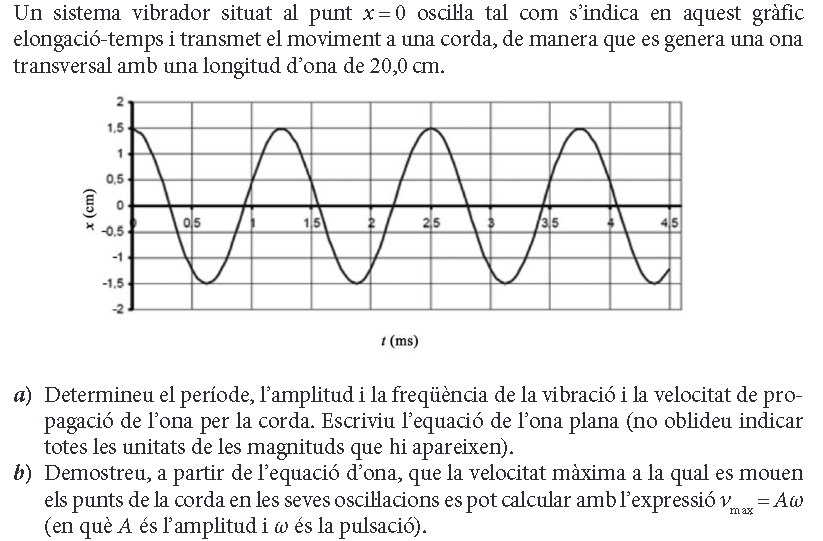 Un sistema vibrador situat al punt x = 0 oscil·la tal com s'indica en aquest gràfic
elongació-temps i transmet el moviment a una corda, de manera que es genera una ona
transversal amb una longitud d'ona de 20,0 cm.
2
1,5
1
0,5
0
-0,5
-1
-1,5
-2
x (cm)
0 0,5 1 1,5 2 2,5 3 3,5 4 4,5
t (ms)
a) Determineu el període, l'amplitud i la freqüència de la vibració i la velocitat de pro-
pagació de l'ona per la corda. Escriviu l'equació de l'ona plana (no oblideu indicar
totes les unitats de les magnituds que hi apareixen).
b) Demostreu, a partir de l'equació d'ona, que la velocitat màxima a la qual es mouen
els punts de la corda en les seves oscil·lacions es pot calcular amb l'expressió vmax = Aω
(en què A és l'amplitud i ω és la pulsació).